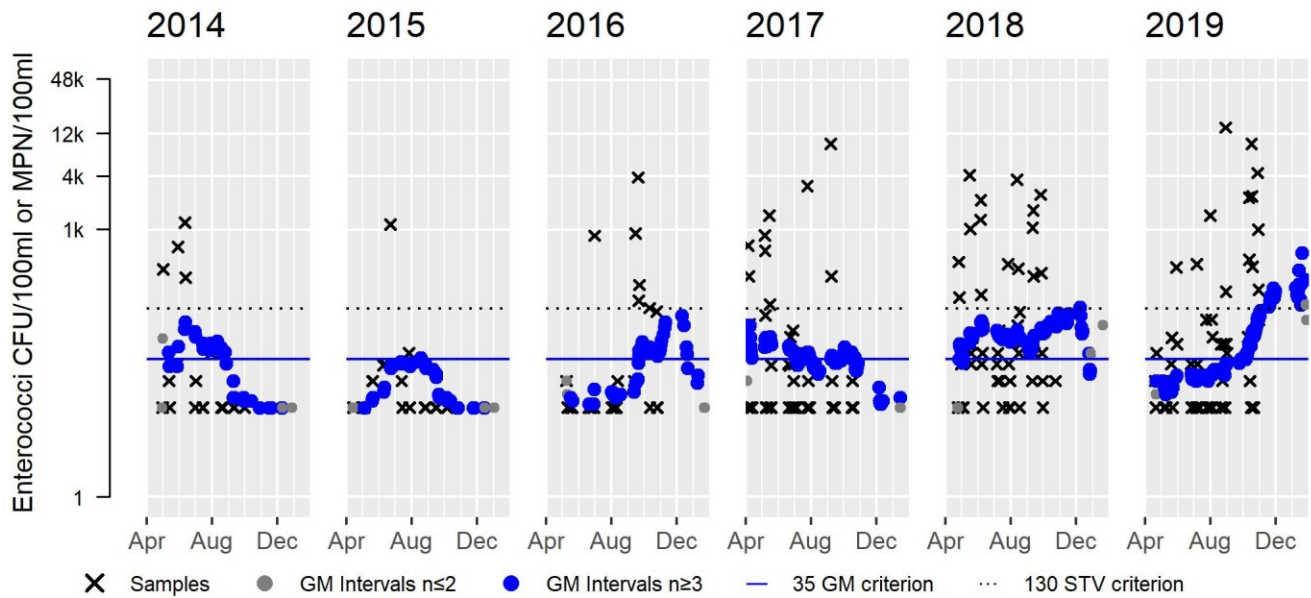 2014 2015 2016 2017 2018 2019
Enterococci CFU/100ml or MPN/100ml
48k
12k
4k
1k
1
Apr Aug Dec Apr Aug Dec Apr Aug Dec Apr Aug Dec Apr Aug Dec Apr Aug Dec
Samples GM Intervals n≤2 GM Intervals n≥3 35 GM criterion 130 STV criterion